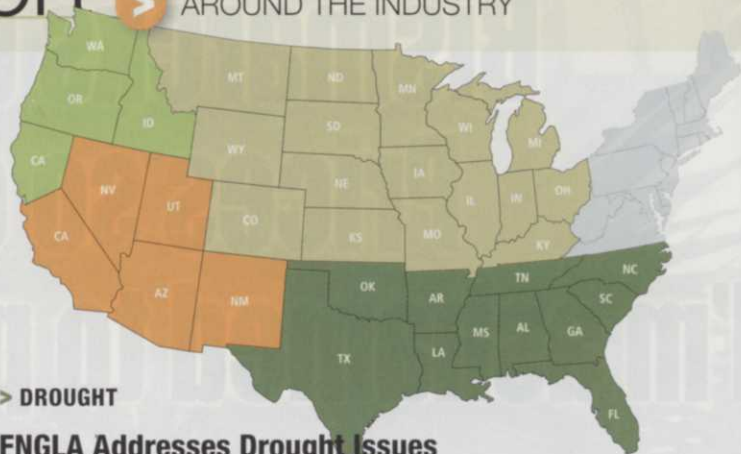 AROUND THE INDUSTRY
WA
MT
ND
MN
OR
ID
SD
WI
MI
WY
CA
IA
NE
NV
UT
IL
IN
OH
CO
CA
KS
MO
KY
AZ
NM
OK
AR
TN
NC
SC
MS
AL
GA
TX
LA
FL
> DROUGHT
FNGLA Addresses Drought Issues